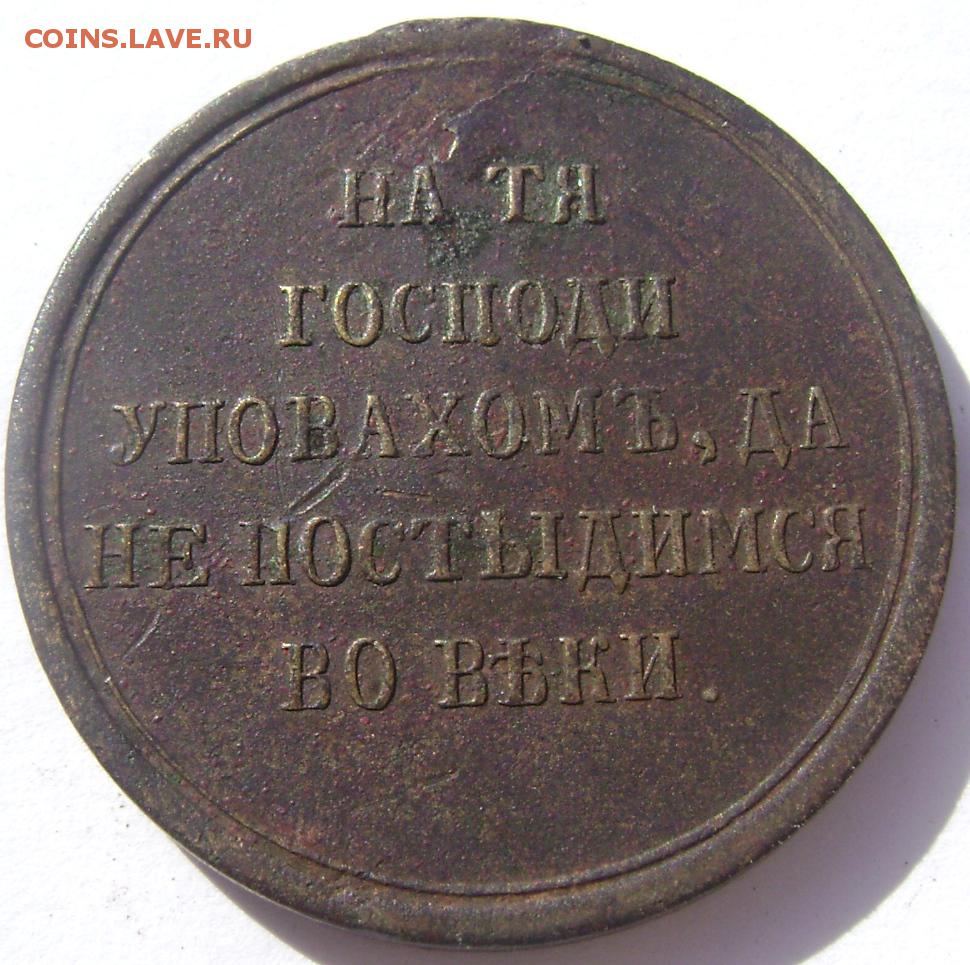 COINS.LAVE.RU
НА ТЯ
ГОСПОДИ
УПОВАХОМЪ, ДА
НЕ ПОСТЫДИМСЯ
ВО ВѢКИ.